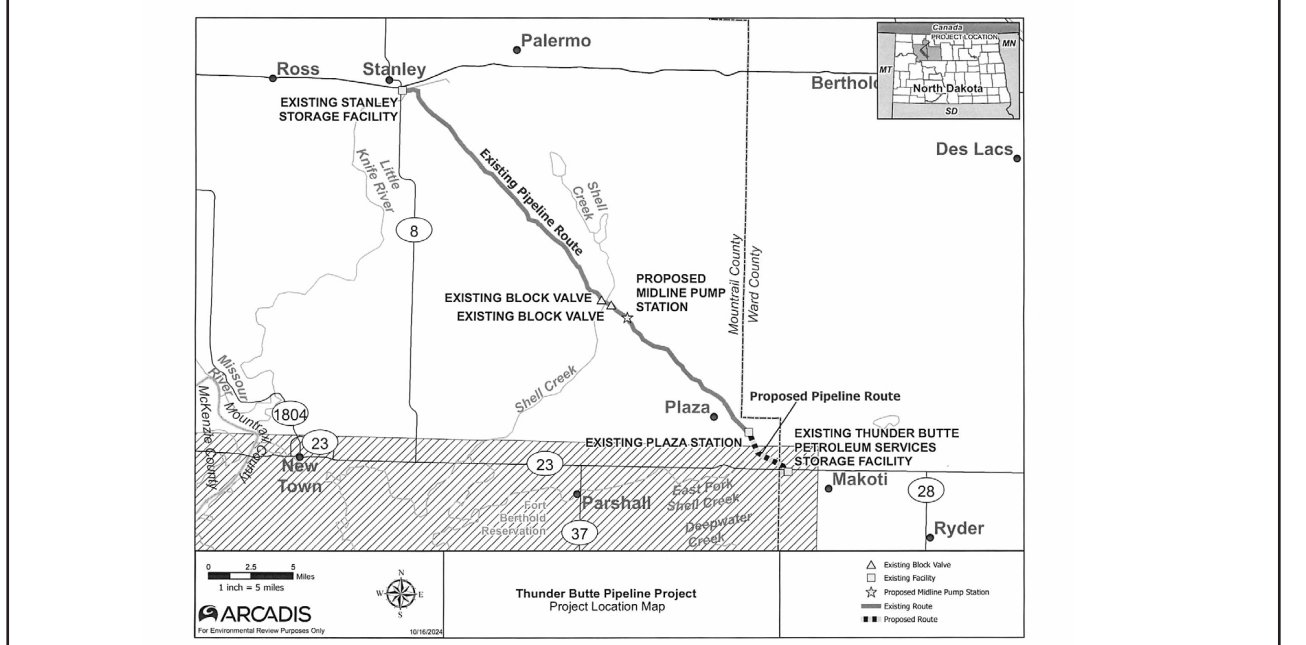 Canada
PROJECT LOCATION
MN
MT
North Dakota
SD
Palermo
Ross
Stanley
Berthold
EXISTING STANLEY
STORAGE FACILITY
Des Lacs
Little
Knife River
Existing Pipeline Route
Shell
Creek
8
Mountrail County
Ward County
PROPOSED
MIDLINE PUMP
STATION
EXISTING BLOCK VALVE
EXISTING BLOCK VALVE
Missouri
River
McKenzie County
Mountrail County
Shell Creek
1804
23
Plaza
Proposed Pipeline Route
EXISTING PLAZA STATION
EXISTING THUNDER BUTTE
PETROLEUM SERVICES
STORAGE FACILITY
New
Town
23
Makoti
28
Parshall
East Fork
Shell Creek
Fort
Berthold
Reservation
Deepwater
Creek
37
Ryder
0 2.5 5
Miles
1 inch = 5 miles
N
W E
S
ARCADIS
For Environmental Review Purposes Only
10/16/2024
Thunder Butte Pipeline Project
Project Location Map
Existing Block Valve
Existing Facility
Proposed Midline Pump Station
Existing Route
Proposed Route